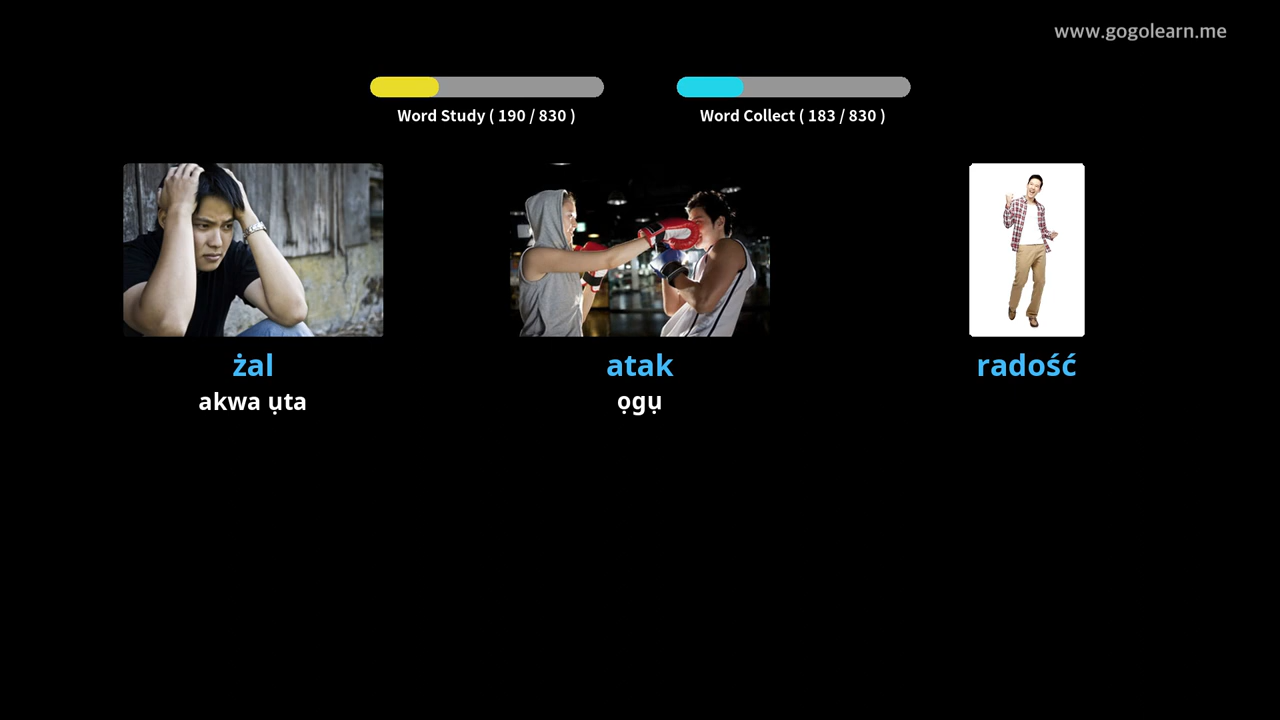 www.gogolearn.me
Word Study ( 190 / 830 )
Word Collect ( 183 / 830 )
żal
akwa ụta
atak
ọgụ
radość